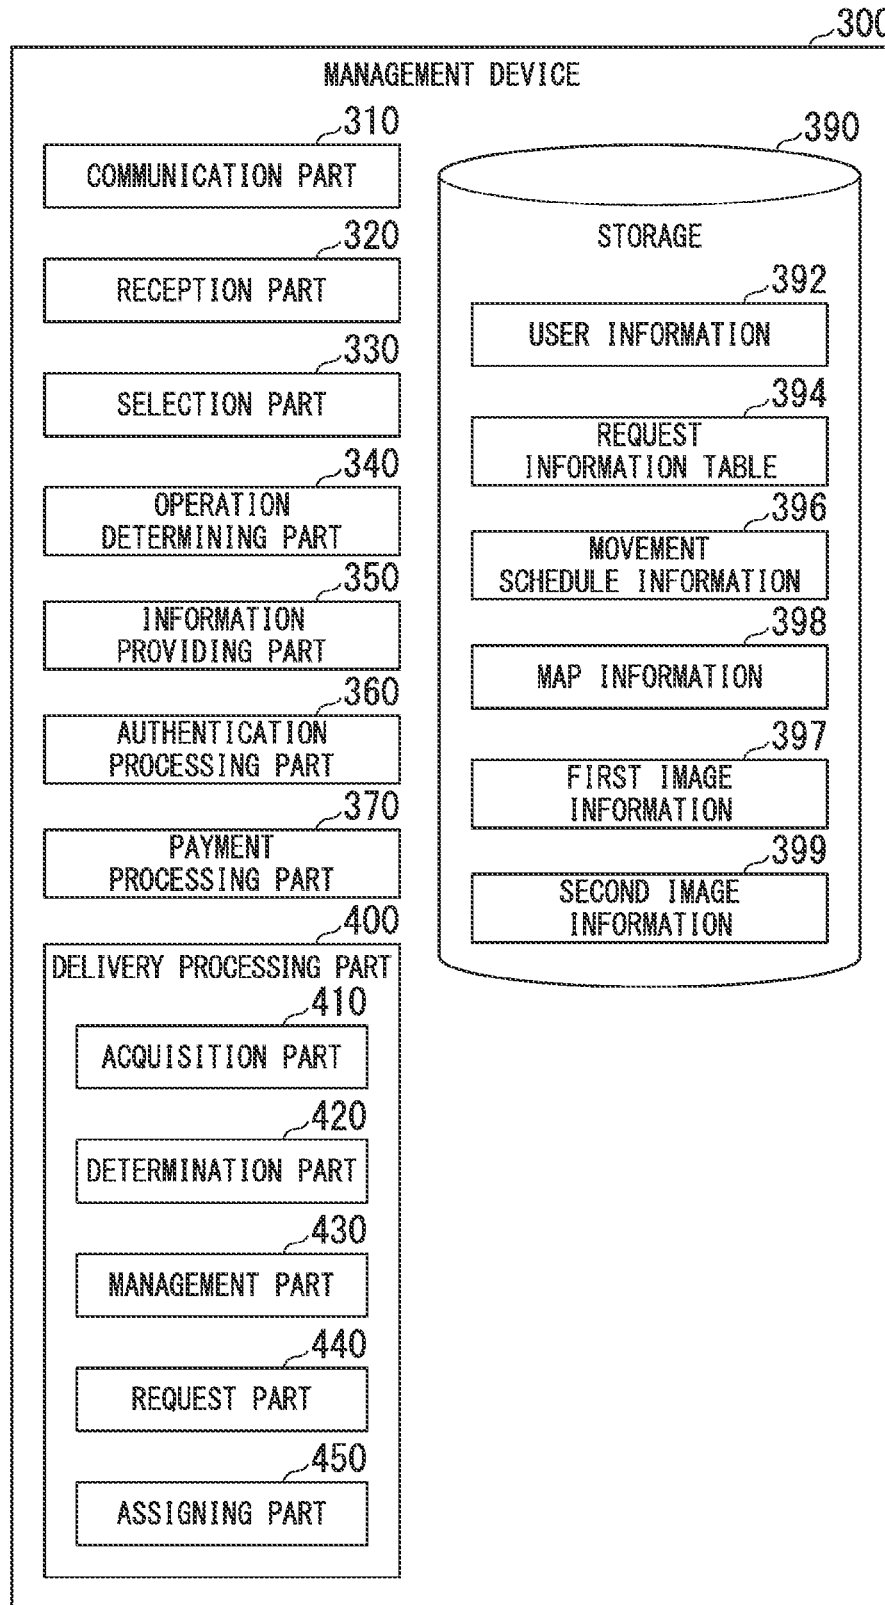 300
MANAGEMENT DEVICE
310
COMMUNICATION PART
320
RECEPTION PART
330
SELECTION PART
340
OPERATION
DETERMINING PART
350
INFORMATION
PROVIDING PART
360
AUTHENTICATION
PROCESSING PART
370
PAYMENT
PROCESSING PART
400
DELIVERY PROCESSING PART
410
ACQUISITION PART
420
DETERMINATION PART
430
MANAGEMENT PART
440
REQUEST PART
450
ASSIGNING PART
390
STORAGE
392
USER INFORMATION
394
REQUEST
INFORMATION TABLE
396
MOVEMENT
SCHEDULE INFORMATION
398
MAP INFORMATION
397
FIRST IMAGE
INFORMATION
399
SECOND IMAGE
INFORMATION